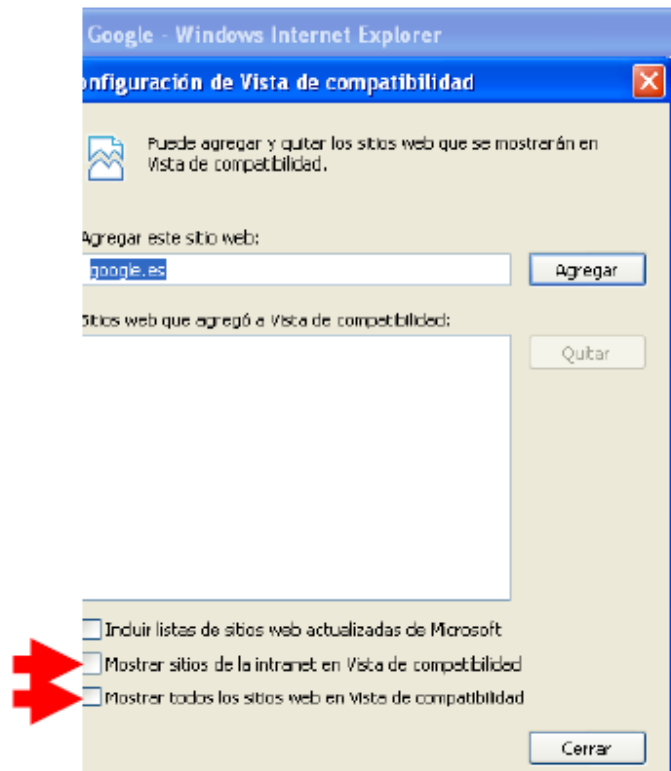 Google - Windows Internet Explorer
onfiguración de Vista de compatibilidad
Puede agregar y quitar los sitios web que se mostrarán en
Vista de compatibilidad.
Agregar este sitio web:
google.es
Agregar
Sitios web que agregó a Vista de compatibilidad:
Quitar
Incluir listas de sitios web actualizadas de Microsoft
Mostrar sitios de la intranet en Vista de compatibilidad
Mostrar todos los sitios web en Vista de compatibilidad
Cerrar